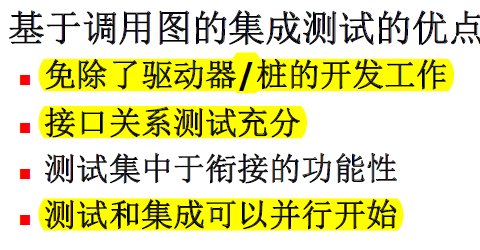 基于调用图的集成测试的优点
免除了驱动器/桩的开发工作
接口关系测试充分
测试集中于衔接的功能性
测试和集成可以并行开始